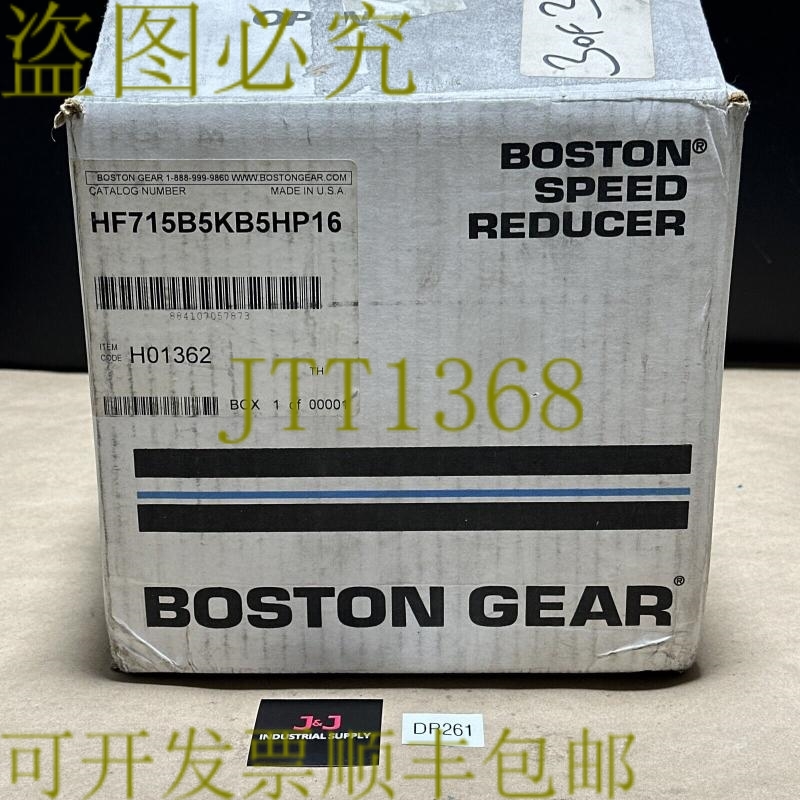 盗图必究
OP
BOSTON®
SPEED
REDUCER
BOSTON GEAR 1-888-999-9860 WWW.BOSTONGEAR.COM
CATALOG NUMBER MADE IN U.S.A.
HF715B5KB5HP16
884107057873
ITEM
CODE H01362
TH
BOX 1 of 00001
JTT1368
BOSTON GEAR®
J&J
INDUSTRIAL SUPPLY
DR261
可开发票顺丰包邮